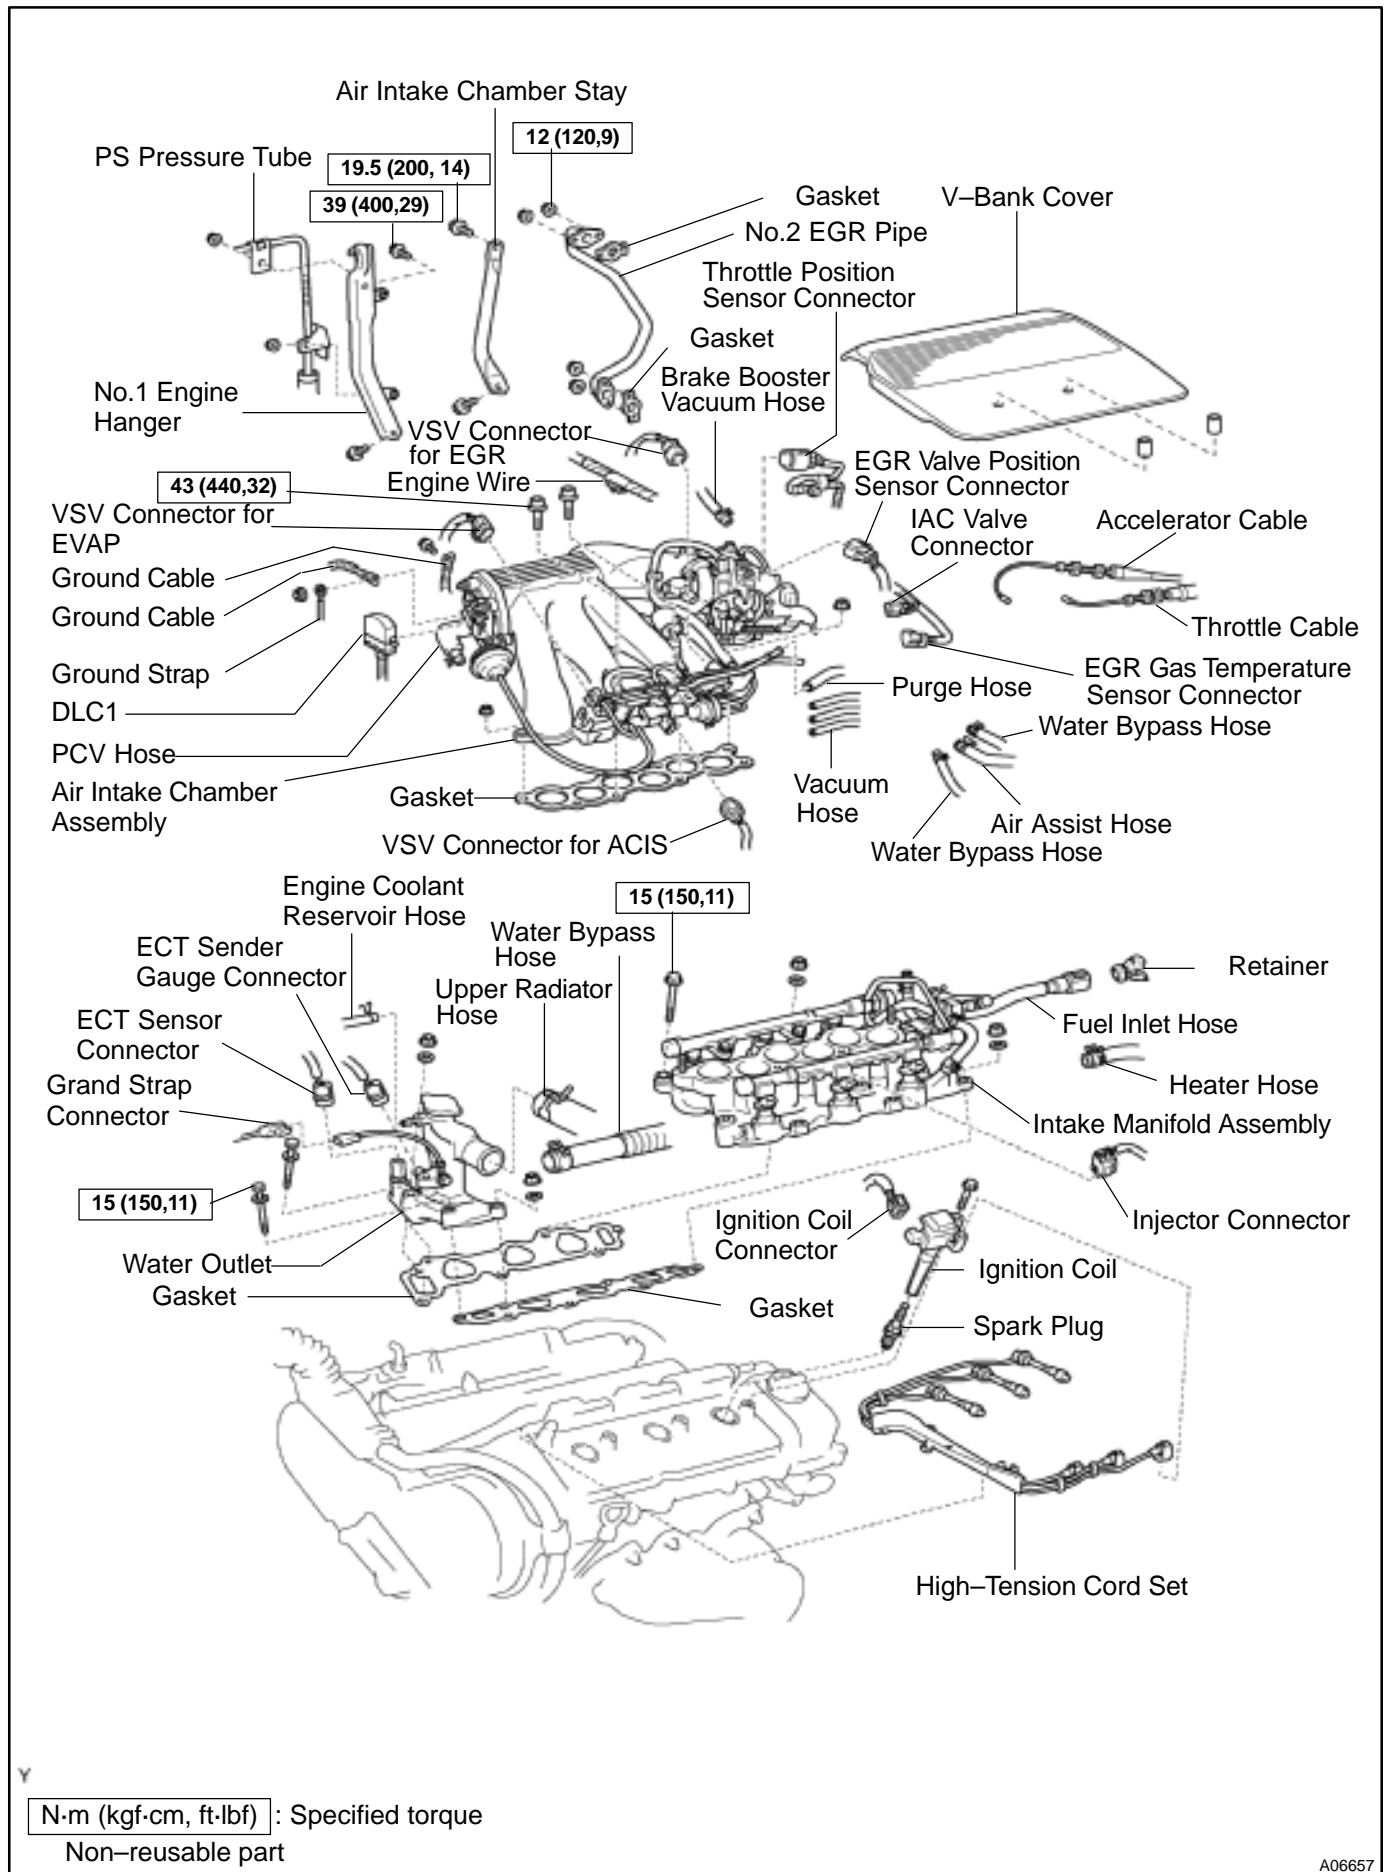 Air Intake Chamber Stay
12 (120,9)
PS Pressure Tube
19.5 (200, 14)
39 (400,29)
Gasket
V–Bank Cover
No.2 EGR Pipe
Throttle Position
Sensor Connector
Gasket
Brake Booster
Vacuum Hose
No.1 Engine
Hanger
VSV Connector
for EGR
Engine Wire
EGR Valve Position
Sensor Connector
43 (440,32)
VSV Connector for
EVAP
IAC Valve
Connector
Accelerator Cable
Ground Cable
Ground Cable
Throttle Cable
Ground Strap
EGR Gas Temperature
Sensor Connector
Purge Hose
DLC1
Water Bypass Hose
PCV Hose
Air Intake Chamber
Assembly
Gasket
Vacuum
Hose
Air Assist Hose
VSV Connector for ACIS
Water Bypass Hose
Engine Coolant
Reservoir Hose
15 (150,11)
Water Bypass
Hose
ECT Sender
Gauge Connector
Retainer
Upper Radiator
Hose
ECT Sensor
Connector
Fuel Inlet Hose
Grand Strap
Connector
Heater Hose
Intake Manifold Assembly
15 (150,11)
Ignition Coil
Connector
Injector Connector
Water Outlet
Ignition Coil
Gasket
Gasket
Spark Plug
High–Tension Cord Set
Y
N·m (kgf·cm, ft·lbf) : Specified torque
Non–reusable part
A06657